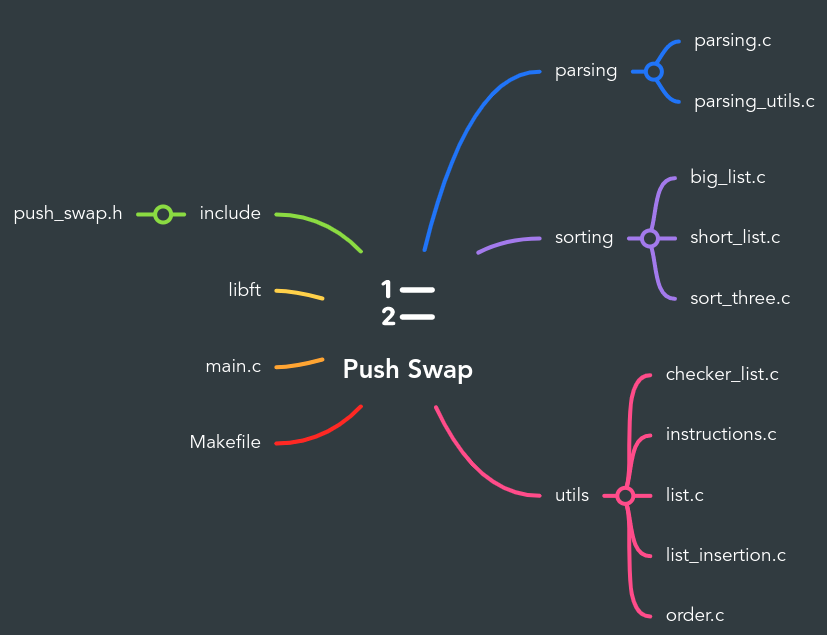 parsing.c
parsing
parsing_utils.c
big_list.c
sorting
short_list.c
sort_three.c
push_swap.h
include
libft
main.c
Makefile
1
2
Push Swap
checker_list.c
instructions.c
utils
list.c
list_insertion.c
order.c